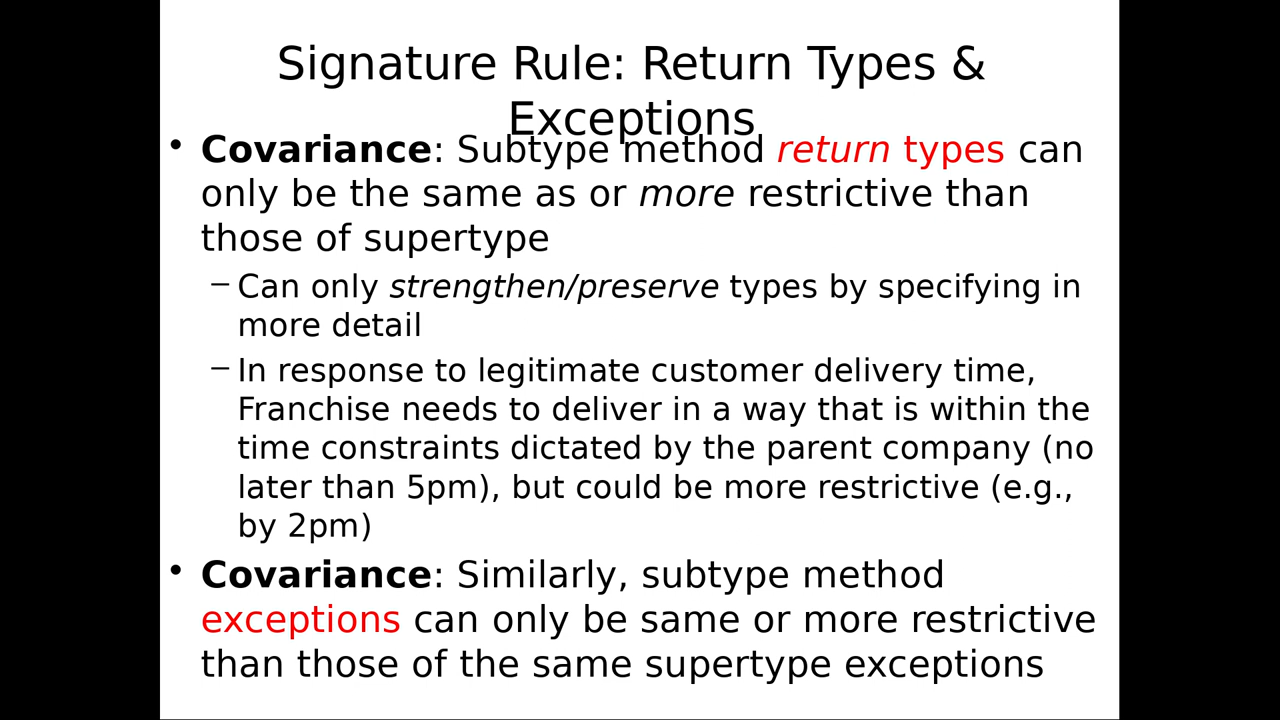 Signature Rule: Return Types &
Exceptions
• Covariance: Subtype method return types can
only be the same as or more restrictive than
those of supertype
– Can only strengthen/preserve types by specifying in
more detail
– In response to legitimate customer delivery time,
Franchise needs to deliver in a way that is within the
time constraints dictated by the parent company (no
later than 5pm), but could be more restrictive (e.g.,
by 2pm)
• Covariance: Similarly, subtype method
exceptions can only be same or more restrictive
than those of the same supertype exceptions